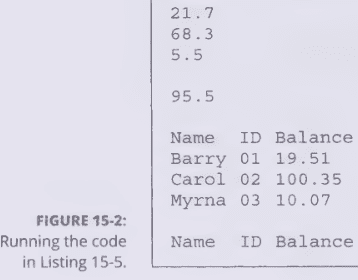 21.7
68.3
5.5
95.5
Name ID Balance
Barry 01 19.51
Carol 02 100.35
Myrna 03 10.07
Name ID Balance
FIGURE 15-2:
Running the code
in Listing 15-5.